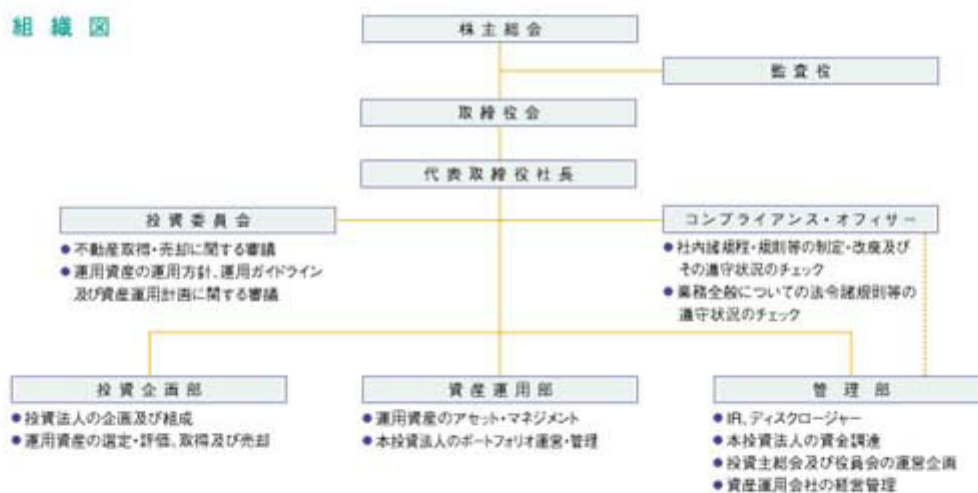 組織図
株主総会
監査役
取締役会
代表取締役社長
投資委員会
●不動産取得・売却に関する審議
●運用資産の運用方針、運用ガイドライン
及び資産運用計画に関する審議
コンプライアンス・オフィサー
●社内諸規程・規則等の制定・改廃及び
その遵守状況のチェック
●業務全般についての法令諸規則等の
遵守状況のチェック
投資企画部
●投資法人の企画及び組成
●運用資産の選定・評価、取得及び売却
資産運用部
●運用資産のアセット・マネジメント
●本投資法人のポートフォリオ運営・管理
管理部
●IR、ディスクロージャー
●本投資法人の資金調達
●投資主総会及び役員会の運営企画
●資産運用会社の経営管理